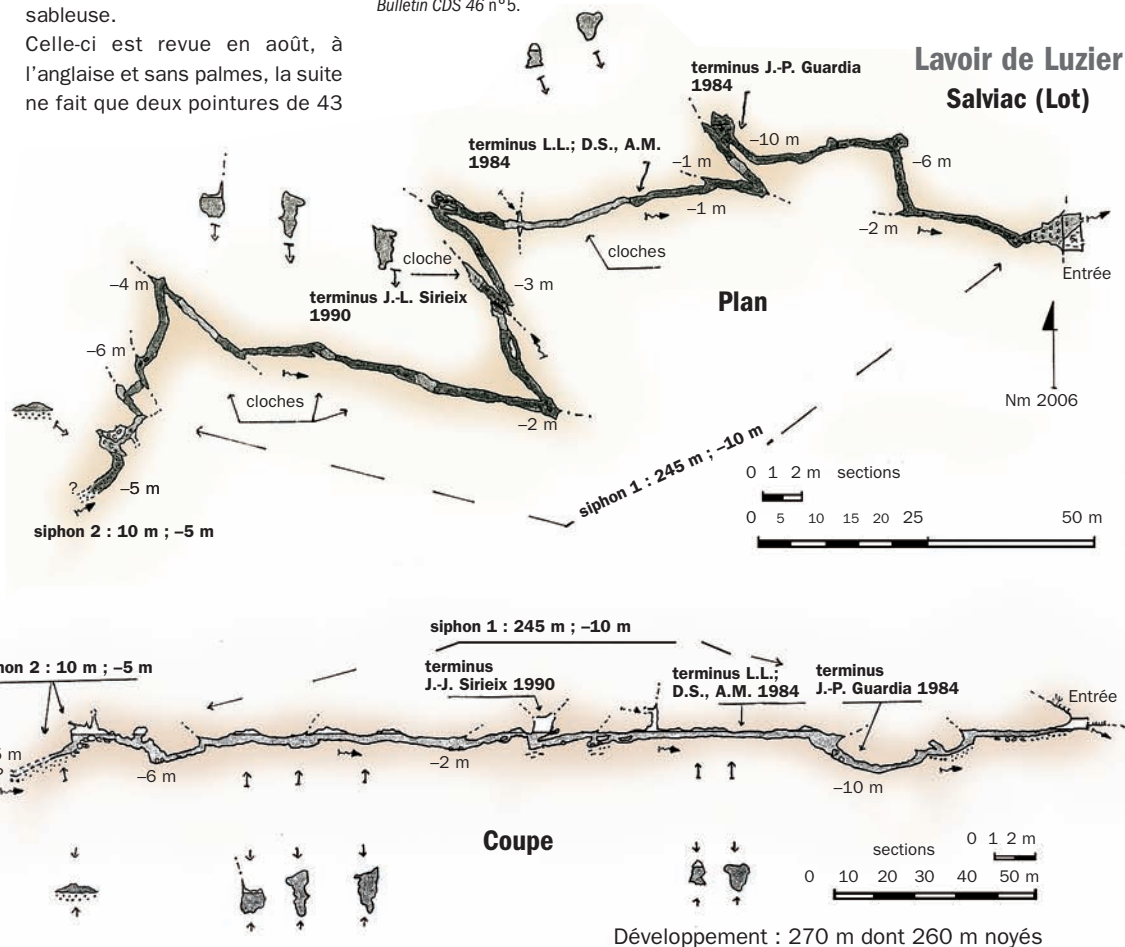 sableuse.
Celle-ci est revue en août, à
l'anglaise et sans palmes, la suite
ne fait que deux pointures de 43
Bulletin CDS 46 n°5.
Lavoir de Luzier
Salviac (Lot)
terminus J.-P. Guardia
1984
–10 m
terminus L.L.; D.S., A.M.
1984
–1 m
–6 m
–1 m
–2 m
cloches
Entrée
cloche
–3 m
–4 m
terminus J.-L. Sirieix
1990
Plan
–6 m
cloches
–2 m
Nm 2006
siphon 1 : 245 m ; –10 m
? –5 m
siphon 2 : 10 m ; –5 m
0 1 2 m sections
0 5 10 15 20 25 50 m
siphon 1 : 245 m ; –10 m
hon 2 : 10 m ; –5 m
terminus
J.-J. Sirieix 1990
terminus L.L.;
D.S., A.M. 1984
terminus
J.-P. Guardia 1984
Entrée
5 m
?
–6 m
–2 m
–10 m
Coupe
0 1 2 m
sections
0 10 20 30 40 50 m
Développement : 270 m dont 260 m noyés